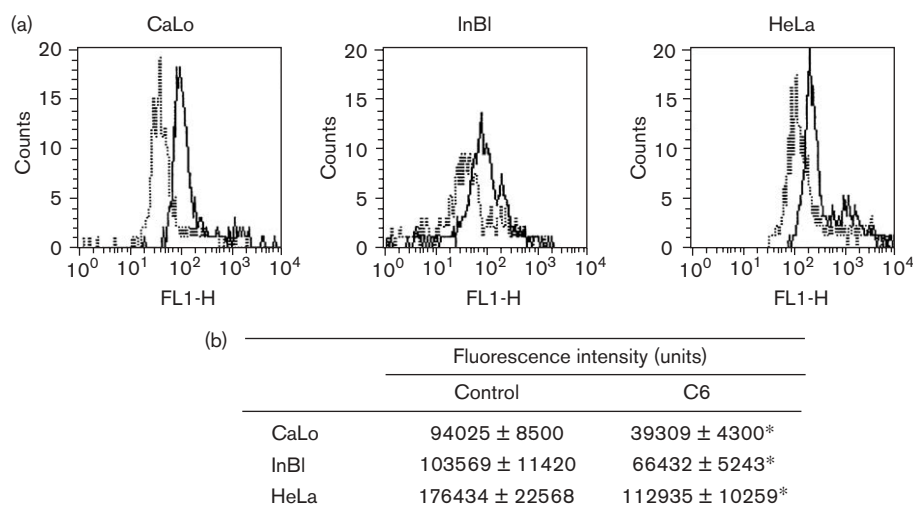 (a)
CaLo
InBl
HeLa
20
15
10
5
0
Counts
10⁰ 10¹ 10² 10³ 10⁴
FL1-H
20
15
10
5
0
Counts
10⁰ 10¹ 10² 10³ 10⁴
FL1-H
20
15
10
5
0
Counts
10⁰ 10¹ 10² 10³ 10⁴
FL1-H
(b)
Fluorescence intensity (units)
Control C6
CaLo 94025 ± 8500 39309 ± 4300*
InBl 103569 ± 11420 66432 ± 5243*
HeLa 176434 ± 22568 112935 ± 10259*